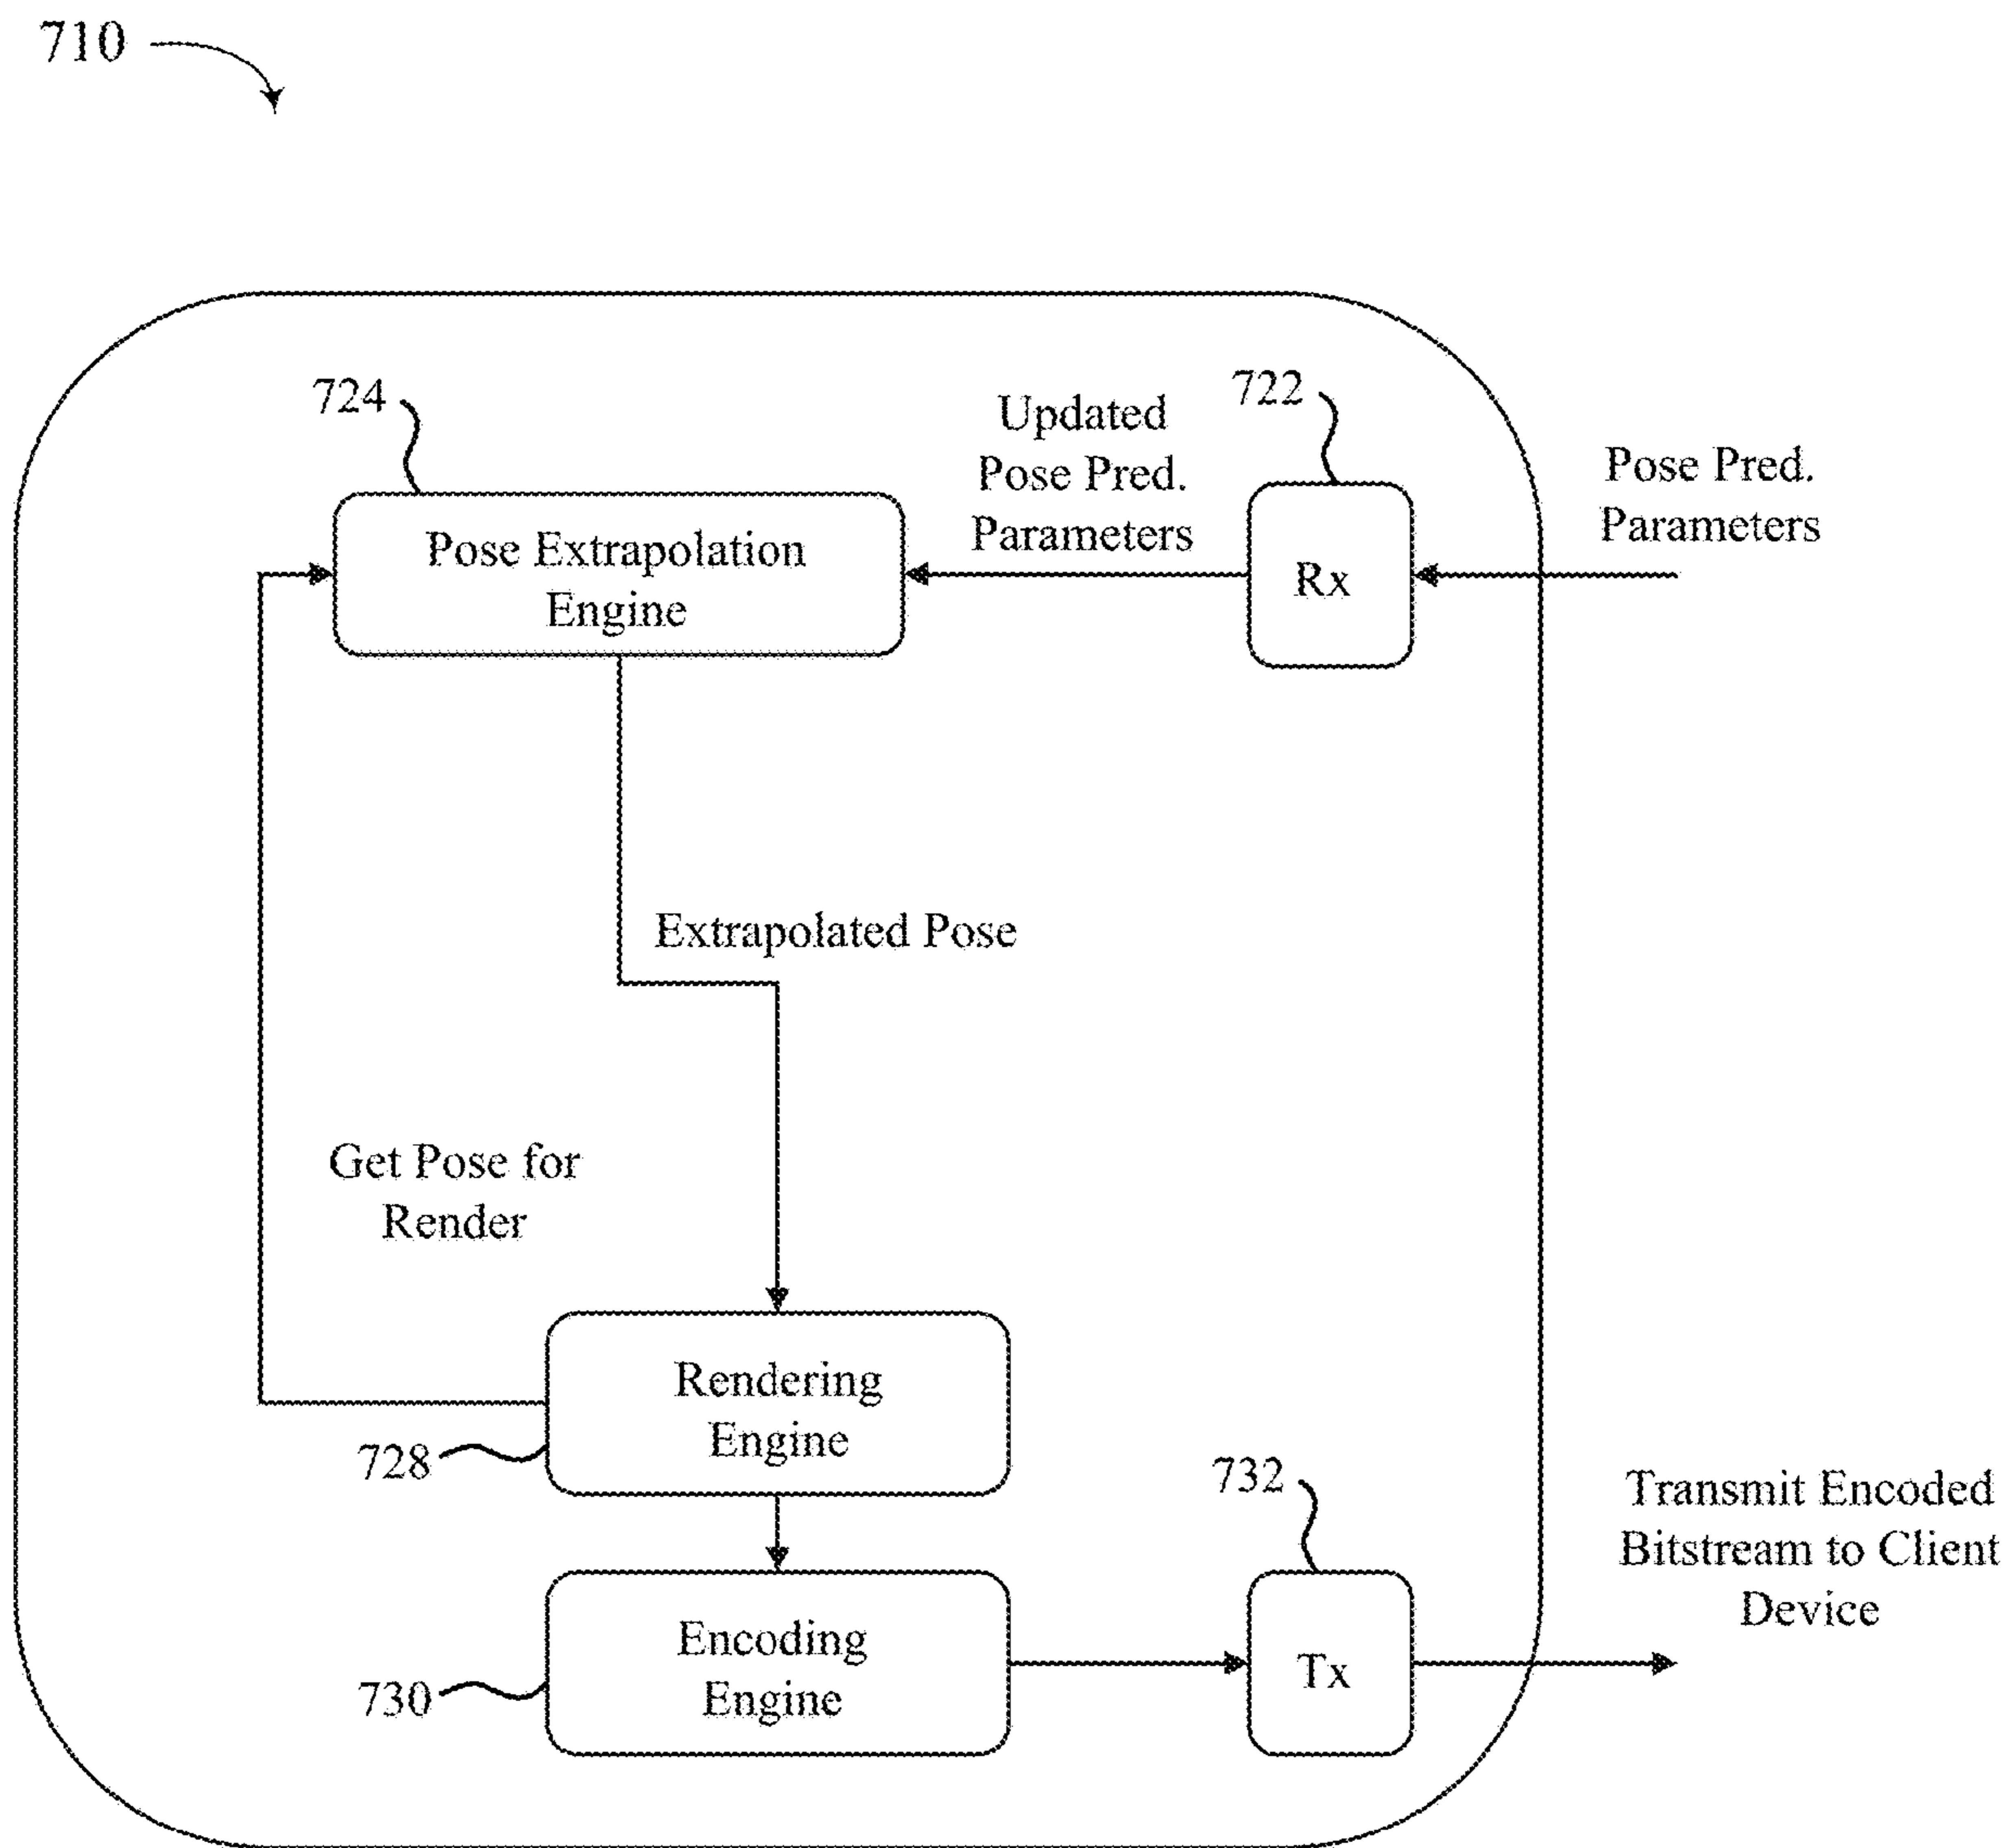 710
724
Updated
Pose Pred.
Parameters
722
Pose Pred.
Parameters
Pose Extrapolation
Engine
Rx
Extrapolated Pose
Get Pose for
Render
Rendering
Engine
728
732
Transmit Encoded
Bitstream to Client
Device
Encoding
Engine
730
Tx